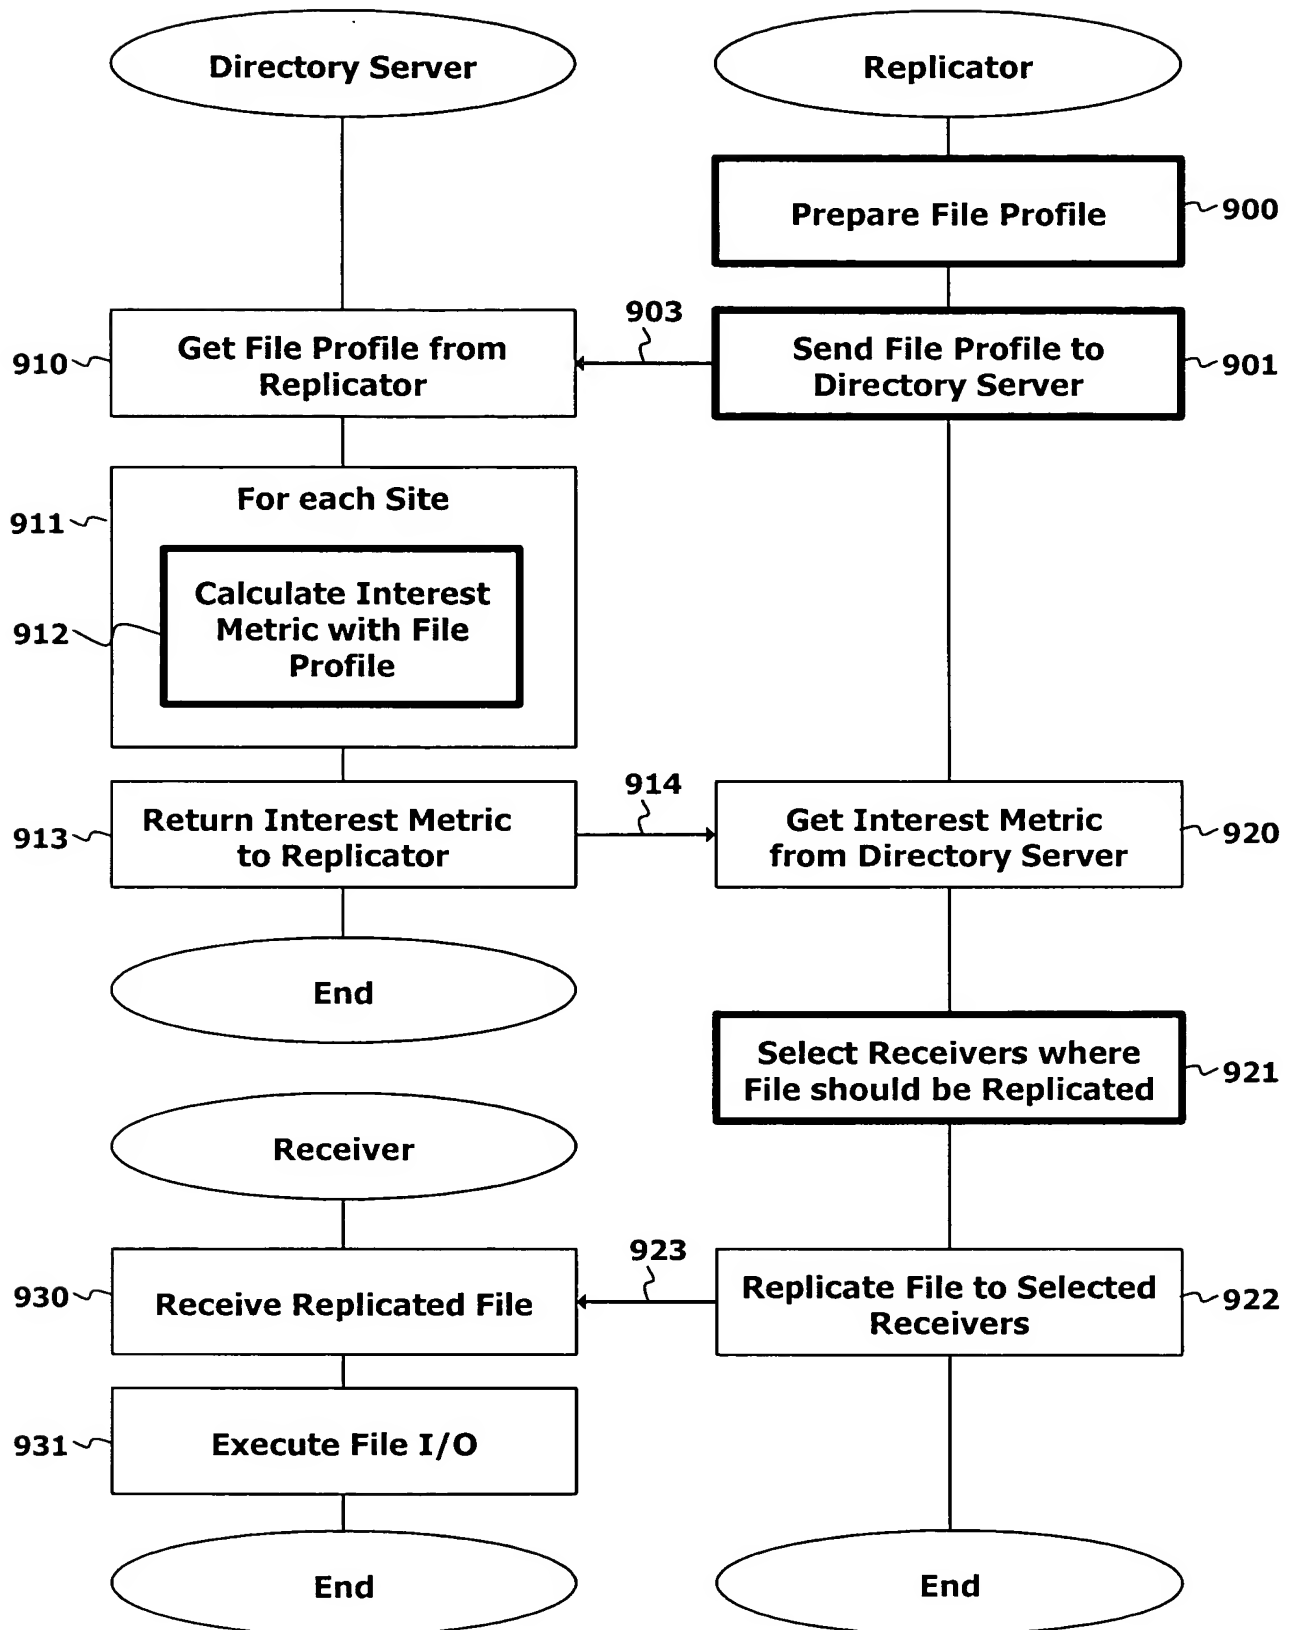 Directory Server
Replicator
Prepare File Profile
900
903
910
Get File Profile from
Replicator
Send File Profile to
Directory Server
901
For each Site
911
Calculate Interest
Metric with File
Profile
912
914
913
Return Interest Metric
to Replicator
Get Interest Metric
from Directory Server
920
End
Select Receivers where
File should be Replicated
921
Receiver
923
930
Receive Replicated File
Replicate File to Selected
Receivers
922
931
Execute File I/O
End
End